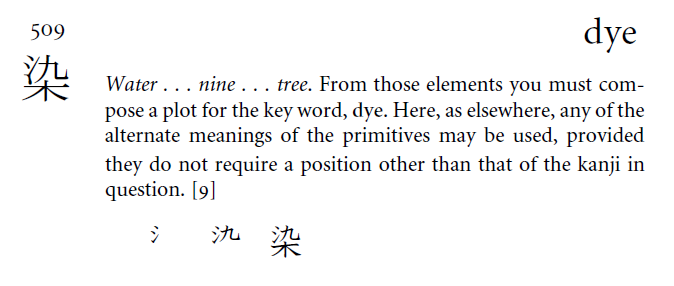 509
dye
染
Water . . . nine . . . tree. From those elements you must com-
pose a plot for the key word, dye. Here, as elsewhere, any of the
alternate meanings of the primitives may be used, provided
they do not require a position other than that of the kanji in
question. [9]
氵 氿 染